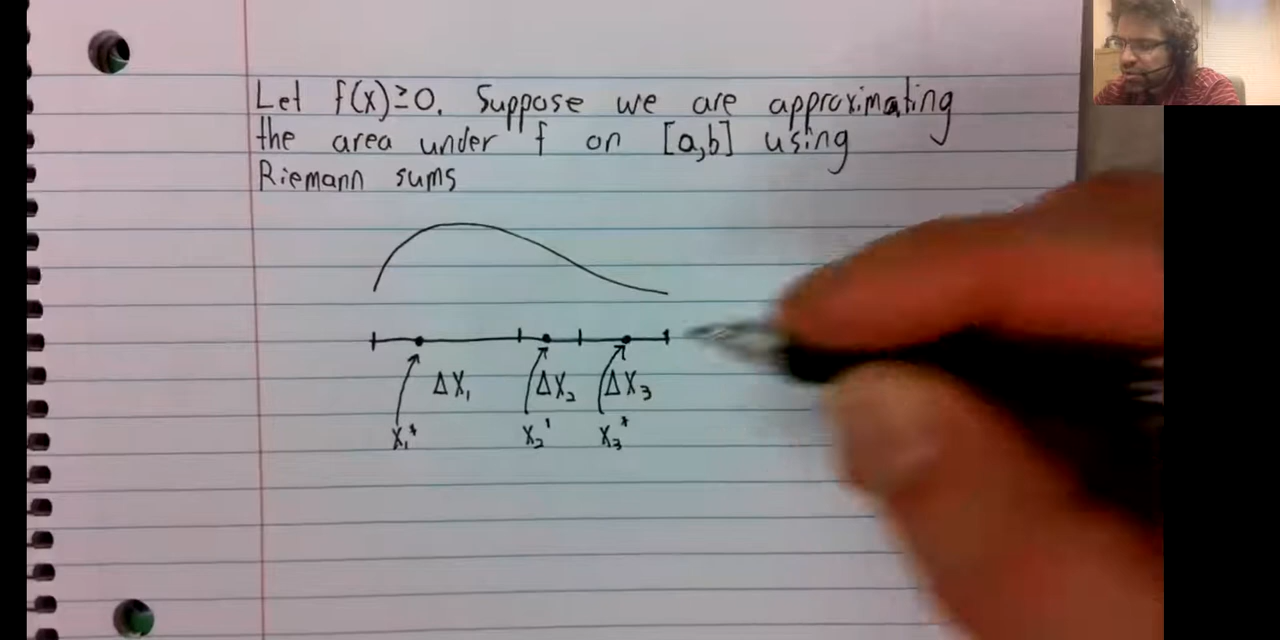 Let f(x) ≥ 0. Suppose we are approximating
the area under f on [a,b] using
Riemann sums
Δx₁ Δx₂ Δx₃
x₁* x₂' x₃*